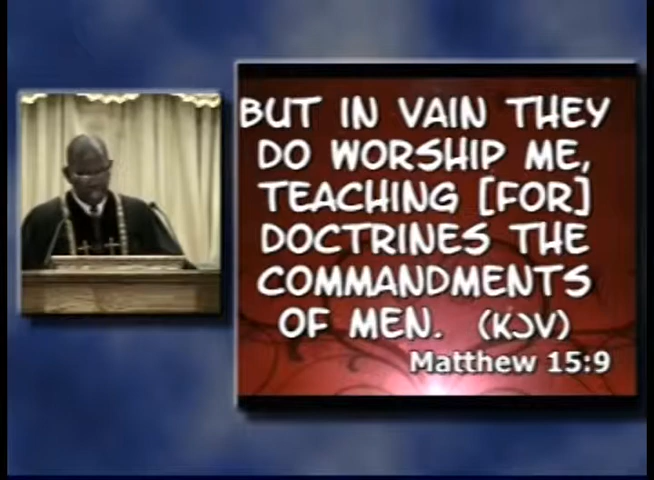 BUT IN VAIN THEY
DO WORSHIP ME,
TEACHING [FOR]
DOCTRINES THE
COMMANDMENTS
OF MEN. (KJV)
Matthew 15:9